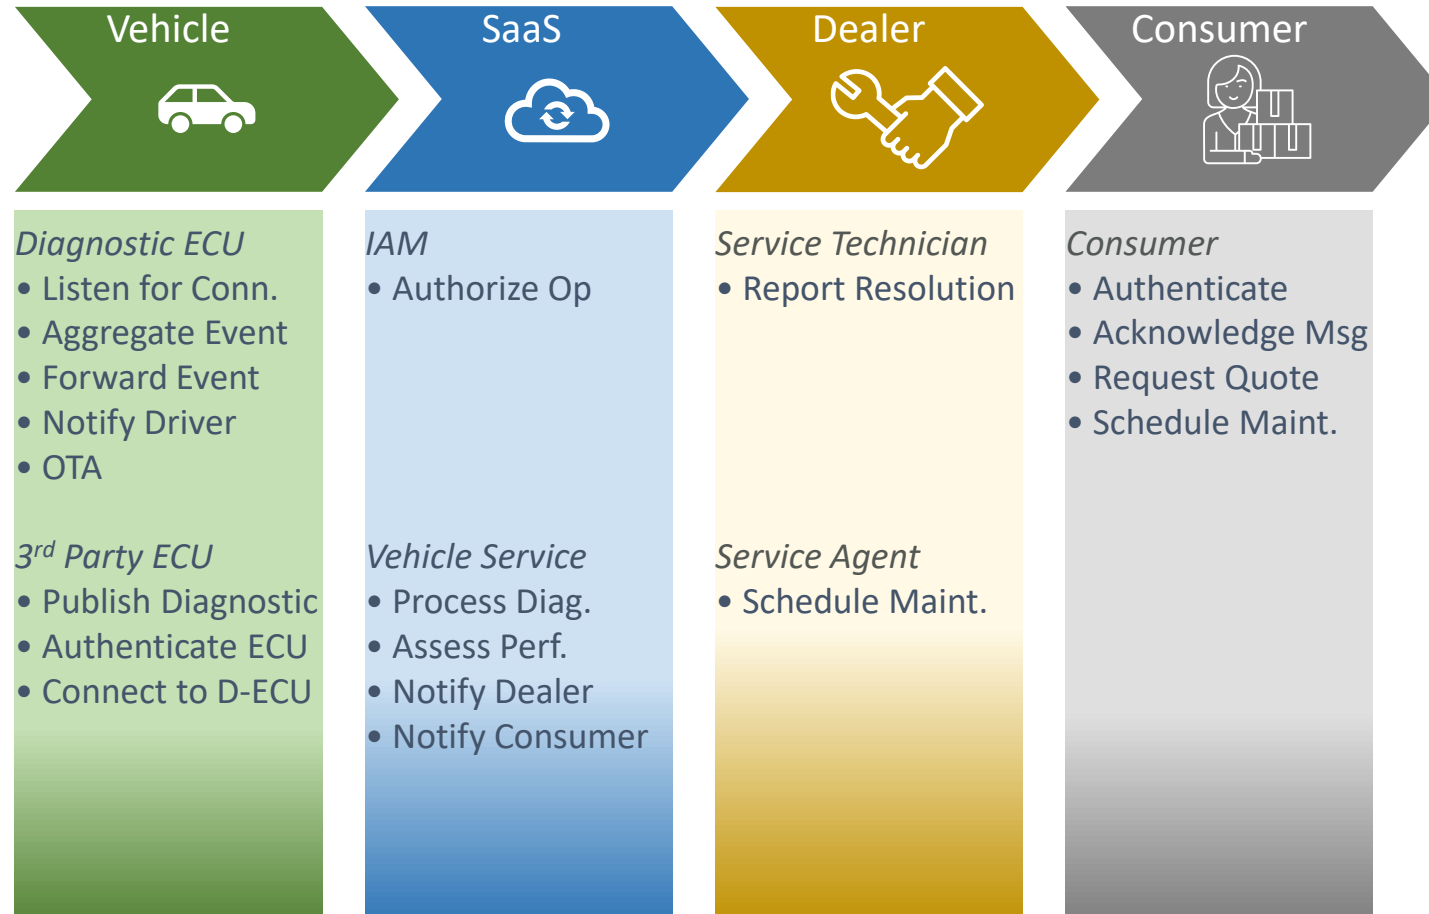 Vehicle
SaaS
Dealer
Consumer
Diagnostic ECU
• Listen for Conn.
• Aggregate Event
• Forward Event
• Notify Driver
• OTA
3rd Party ECU
• Publish Diagnostic
• Authenticate ECU
• Connect to D-ECU
IAM
• Authorize Op
Vehicle Service
• Process Diag.
• Assess Perf.
• Notify Dealer
• Notify Consumer
Service Technician
• Report Resolution
Service Agent
• Schedule Maint.
Consumer
• Authenticate
• Acknowledge Msg
• Request Quote
• Schedule Maint.